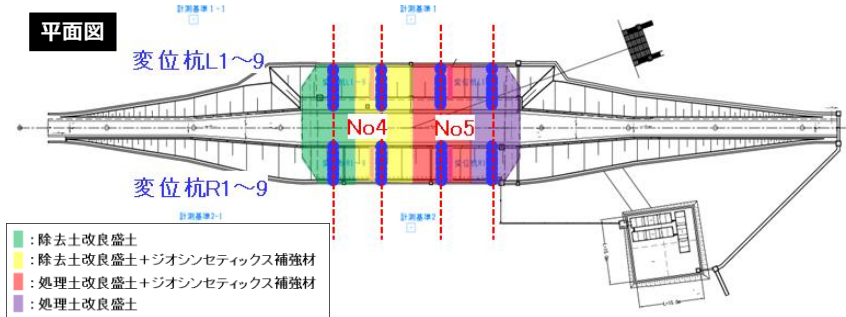 計測基準1-1
計測基準1
平面図
変位杭L1～9
No4
No5
変位杭R1～9
計測基準2-1
計測基準2
：除去土改良盛土
：除去土改良盛土＋ジオシンセティックス補強材
：処理土改良盛土＋ジオシンセティックス補強材
：処理土改良盛土